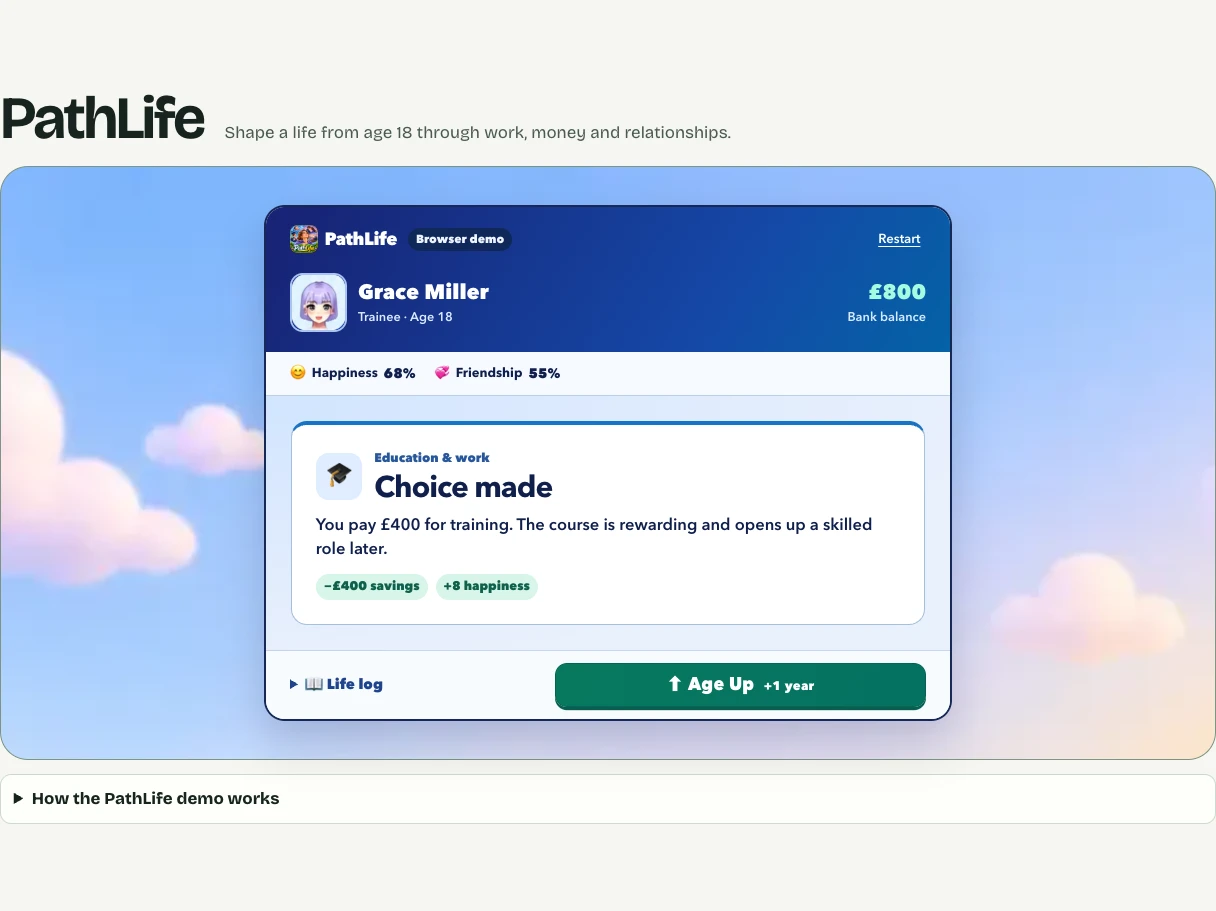 PathLife
Shape a life from age 18 through work, money and relationships.
PathLife
Browser demo
Restart
Grace Miller
Trainee · Age 18
£800
Bank balance
😊 Happiness 68%
💞 Friendship 55%
Education & work
Choice made
You pay £400 for training. The course is rewarding and opens up a skilled
role later.
−£400 savings
+8 happiness
▶ 📖 Life log
⬆ Age Up +1 year
▶ How the PathLife demo works